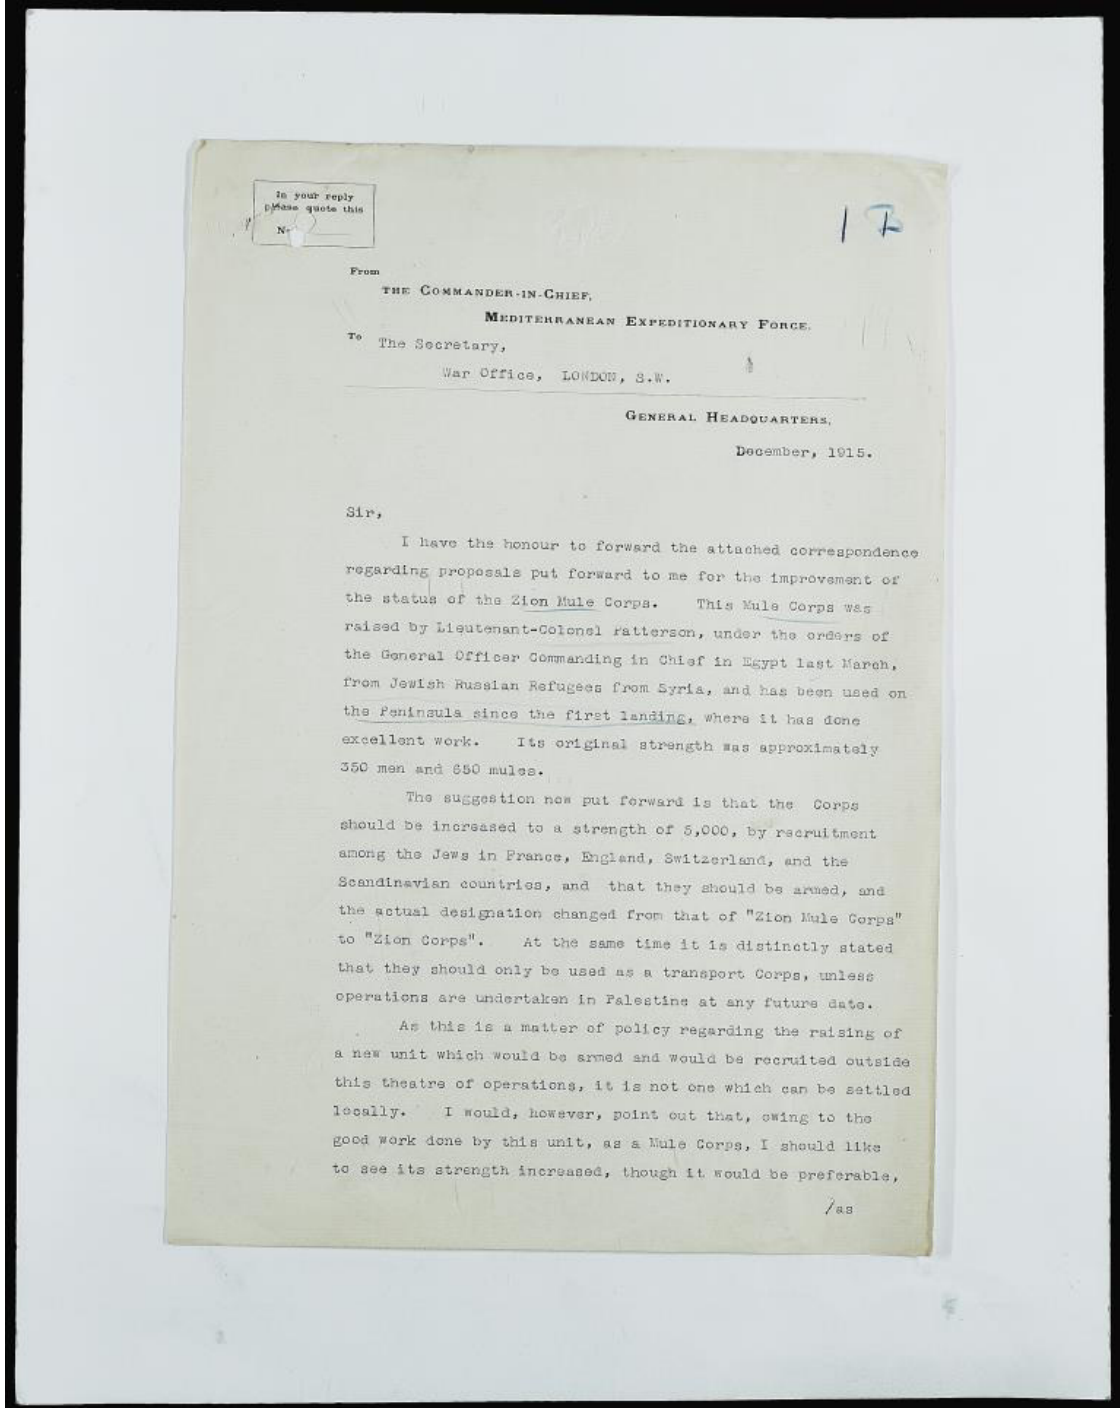 In your reply
please quote this
No
1
From
THE COMMANDER-IN-CHIEF,
MEDITERRANEAN EXPEDITIONARY FORCE.
To
The Secretary,
War Office, LONDON, S.W.
GENERAL HEADQUARTERS,
December, 1915.
Sir,
I have the honour to forward the attached correspondence
regarding proposals put forward to me for the improvement of
the status of the Zion Mule Corps. This Mule Corps was
raised by Lieutenant-Colonel Patterson, under the orders of
the General Officer Commanding in Chief in Egypt last March,
from Jewish Russian Refugees from Syria, and has been used on
the Peninsula since the first landing, where it has done
excellent work. Its original strength was approximately
350 men and 650 mules.
The suggestion now put forward is that the Corps
should be increased to a strength of 5,000, by recruitment
among the Jews in France, England, Switzerland, and the
Scandinavian countries, and that they should be armed, and
the actual designation changed from that of "Zion Mule Corps"
to "Zion Corps". At the same time it is distinctly stated
that they should only be used as a transport Corps, unless
operations are undertaken in Palestine at any future date.
As this is a matter of policy regarding the raising of
a new unit which would be armed and would be recruited outside
this theatre of operations, it is not one which can be settled
locally. I would, however, point out that, owing to the
good work done by this unit, as a Mule Corps, I should like
to see its strength increased, though it would be preferable,
/as